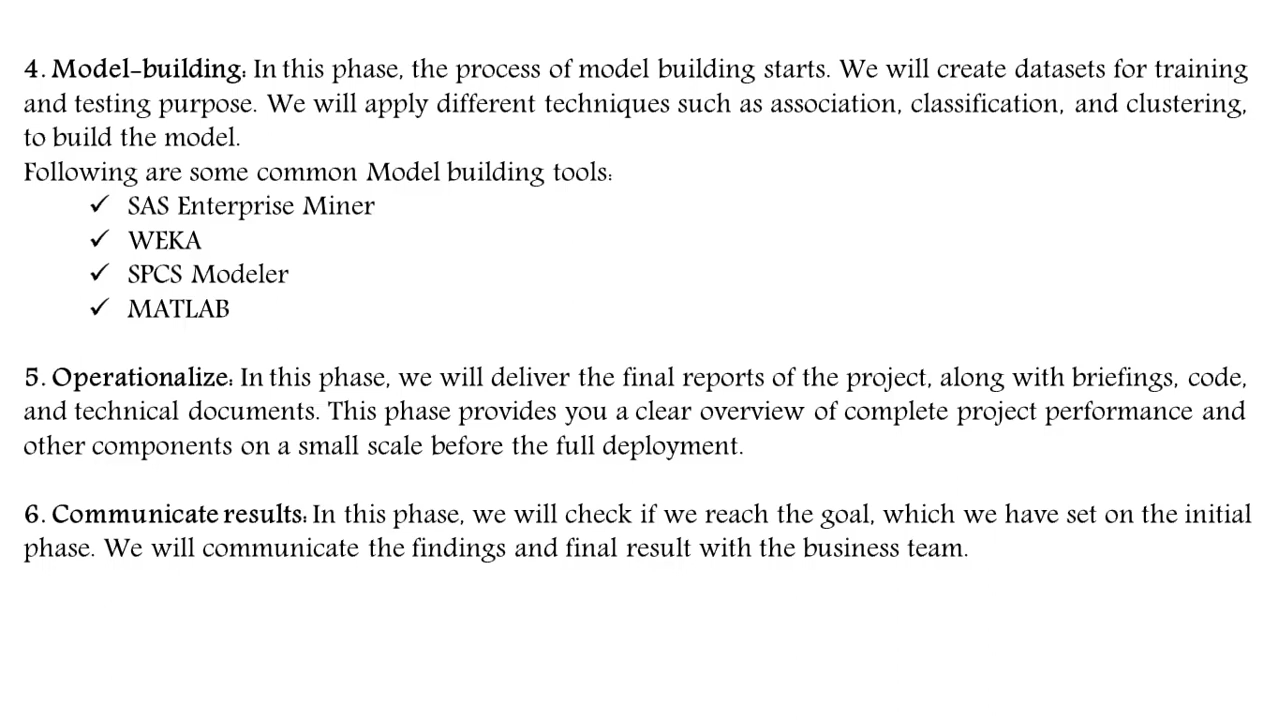 4. Model-building: In this phase, the process of model building starts. We will create datasets for training
and testing purpose. We will apply different techniques such as association, classification, and clustering,
to build the model.
Following are some common Model building tools:
✓ SAS Enterprise Miner
✓ WEKA
✓ SPCS Modeler
✓ MATLAB
5. Operationalize: In this phase, we will deliver the final reports of the project, along with briefings, code,
and technical documents. This phase provides you a clear overview of complete project performance and
other components on a small scale before the full deployment.
6. Communicate results: In this phase, we will check if we reach the goal, which we have set on the initial
phase. We will communicate the findings and final result with the business team.